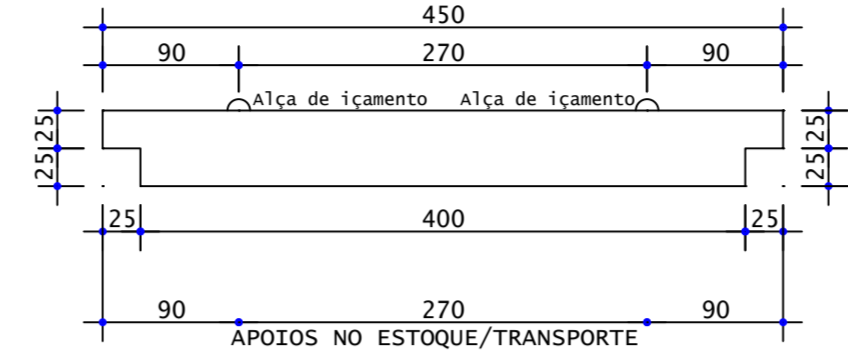 450
90 270 90
Alça de içamento Alça de içamento
25 25
25 25
25 400 25
90 270 90
APOIOS NO ESTOQUE/TRANSPORTE